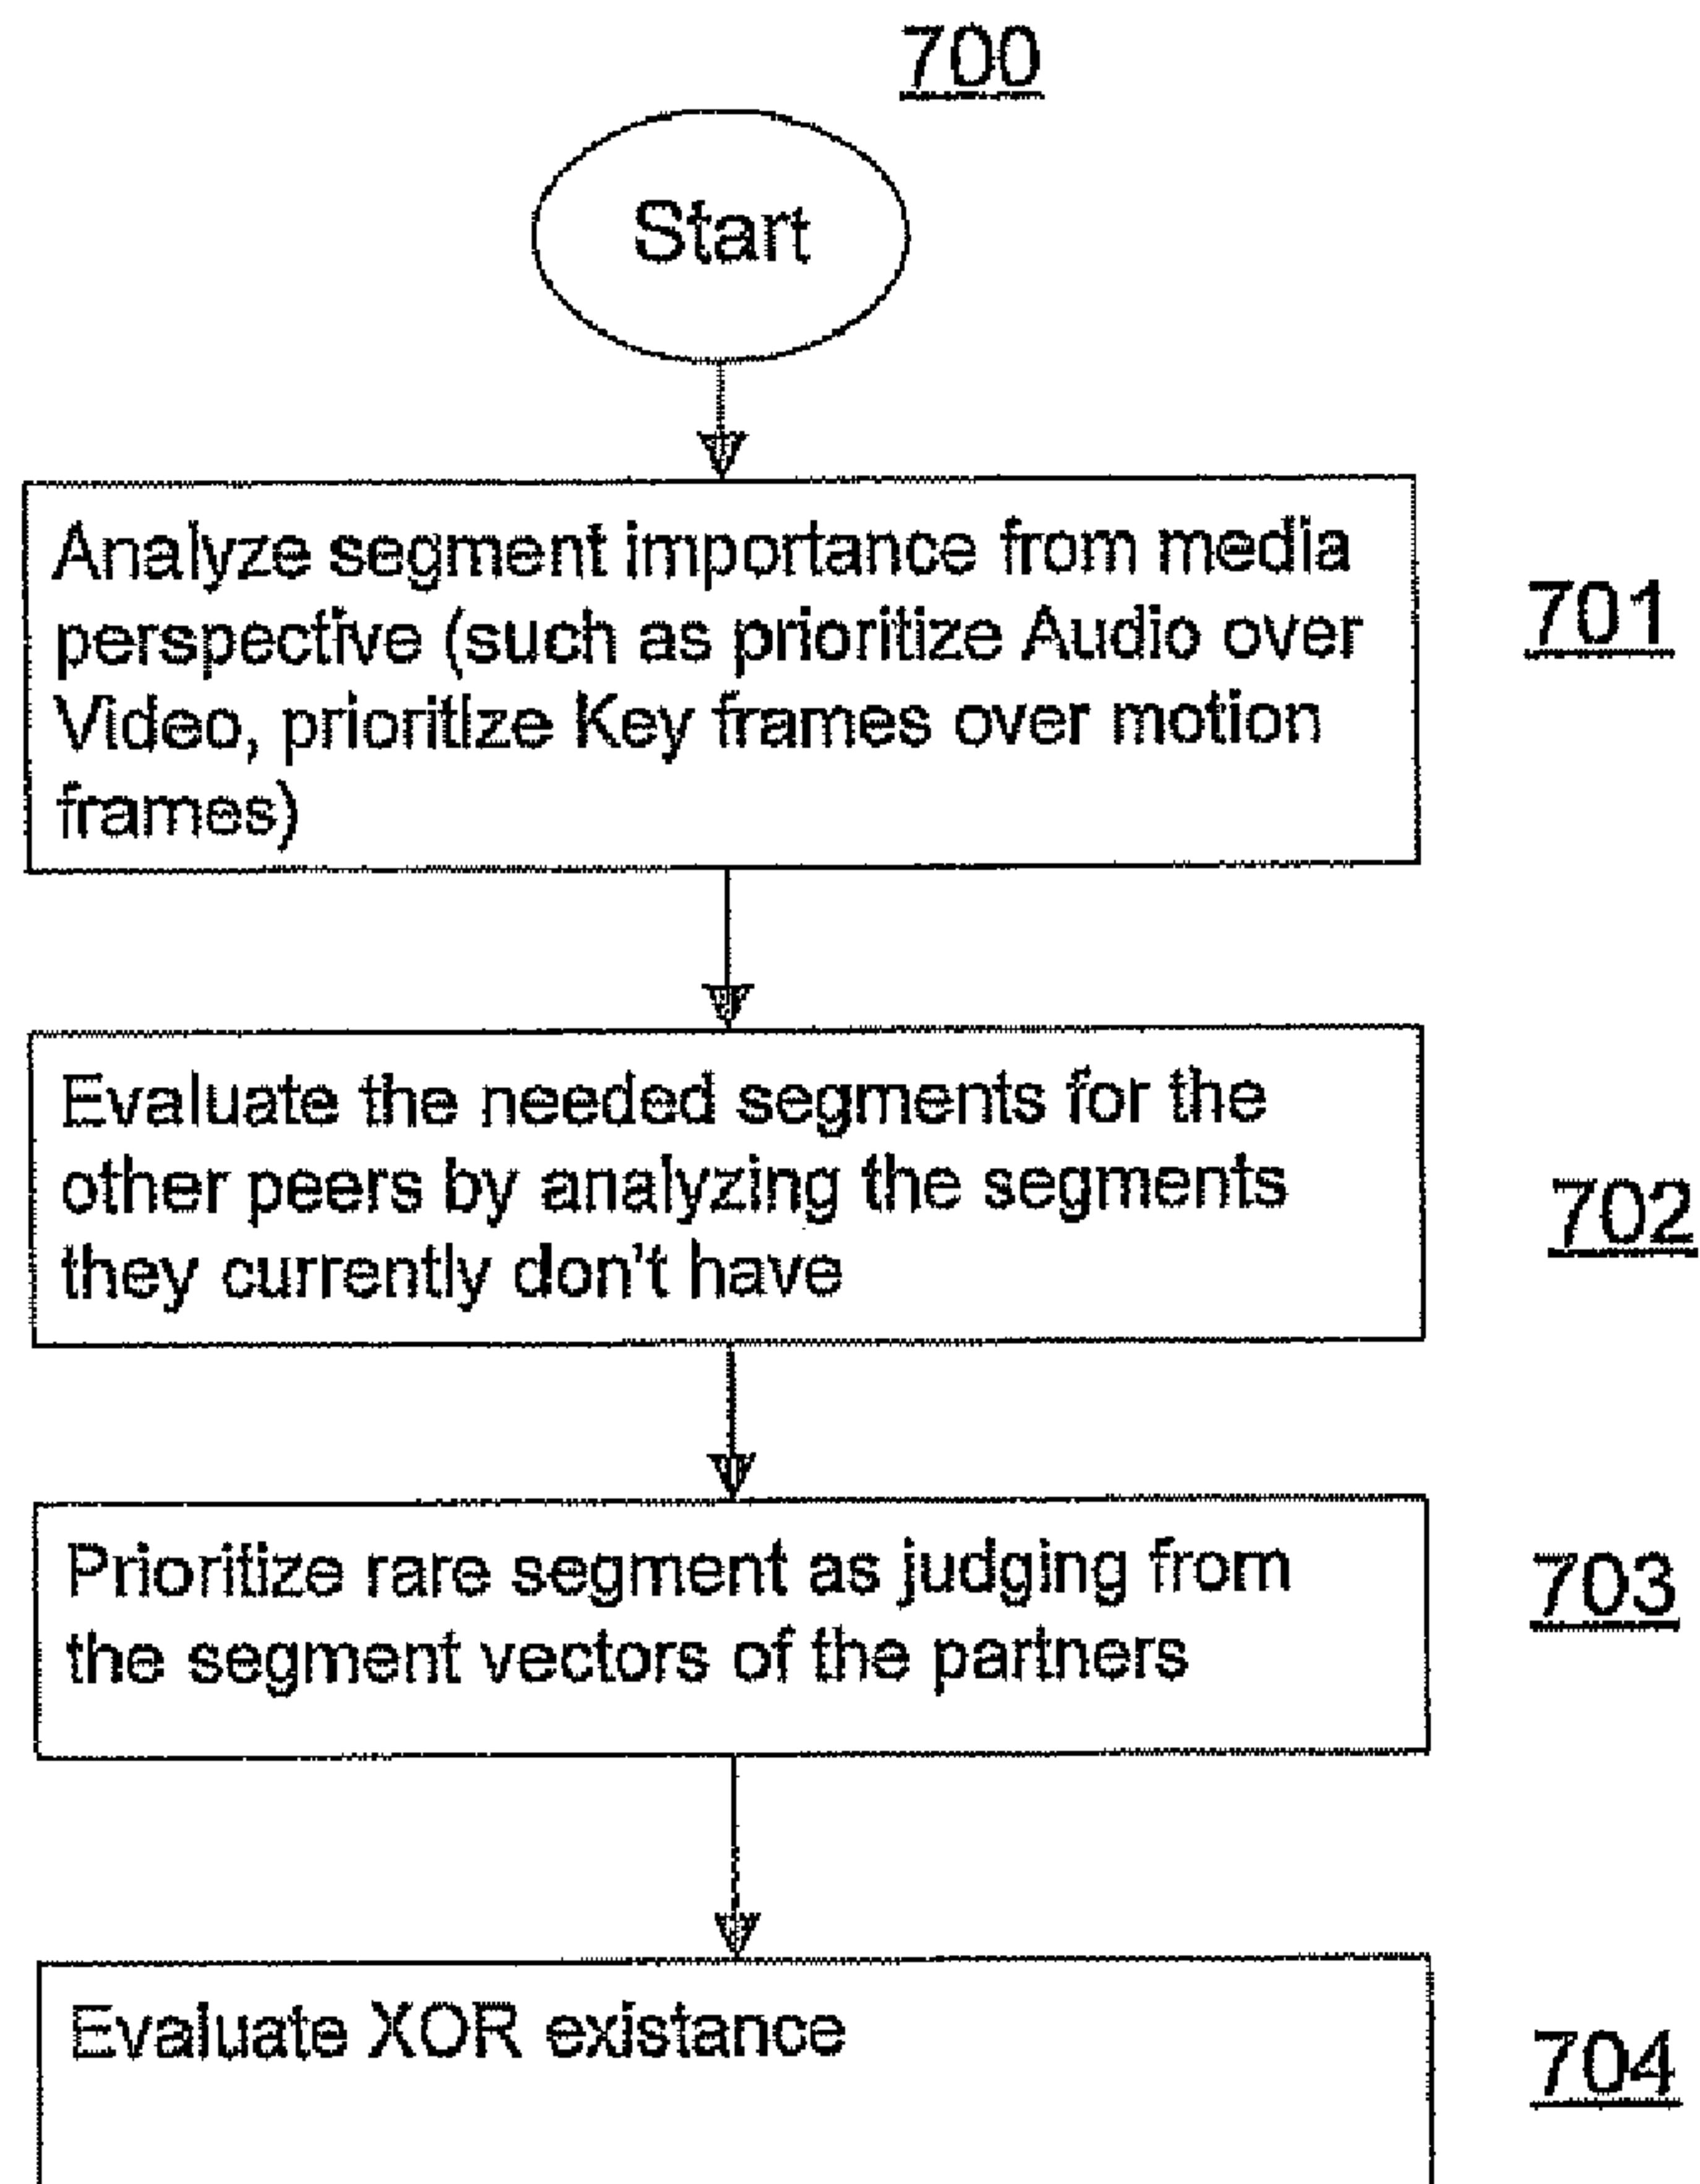 700
Start
Analyze segment importance from media
perspective (such as prioritize Audio over
Video, prioritize Key frames over motion
frames)
701
Evaluate the needed segments for the
other peers by analyzing the segments
they currently don't have
702
Prioritize rare segment as judging from
the segment vectors of the partners
703
Evaluate XOR existance
704